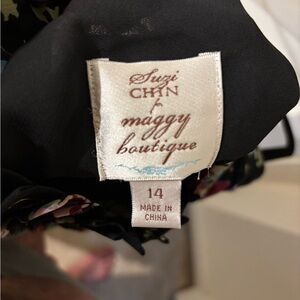 Suzi
CHIN
for
maggy
boutique
14
MADE IN
CHINA